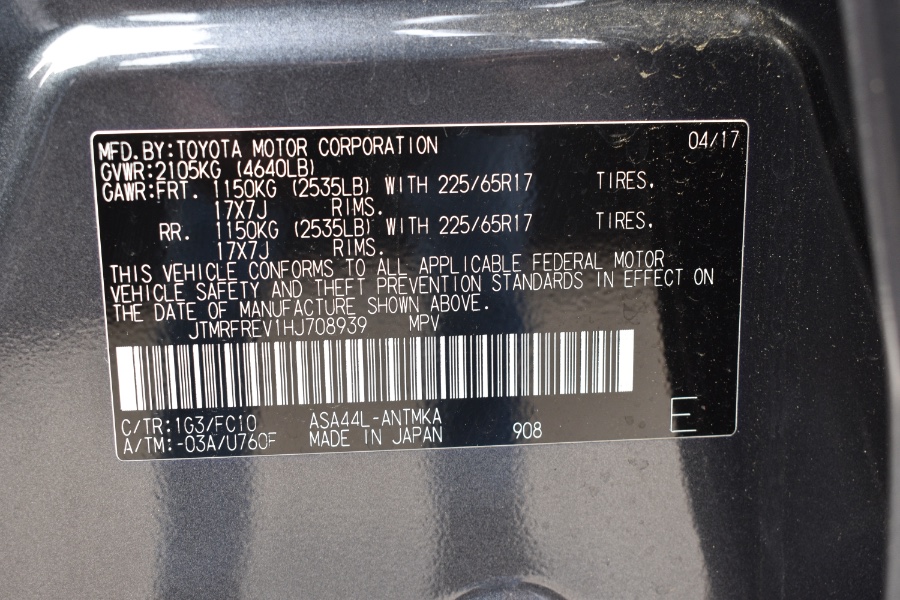 MFD.BY:TOYOTA MOTOR CORPORATION 04/17
GVWR:2105KG (4640LB)
GAWR:FRT. 1150KG (2535LB) WITH 225/65R17 TIRES.
17X7J RIMS.
RR. 1150KG (2535LB) WITH 225/65R17 TIRES.
17X7J RIMS.
THIS VEHICLE CONFORMS TO ALL APPLICABLE FEDERAL MOTOR
VEHICLE SAFETY AND THEFT PREVENTION STANDARDS IN EFFECT ON
THE DATE OF MANUFACTURE SHOWN ABOVE.
JTMRFREV1HJ708939 MPV
C/TR:1G3/FC10 ASA44L-ANTMKA E
A/TM:-03A/U760F MADE IN JAPAN 908